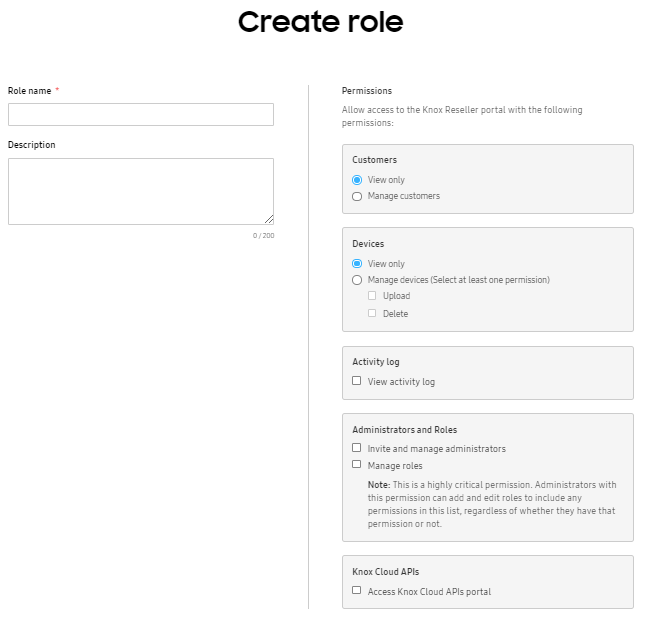 Create role
Role name *
Description
0 / 200
Permissions
Allow access to the Knox Reseller portal with the following
permissions:
Customers
View only
Manage customers
Devices
View only
Manage devices (Select at least one permission)
Upload
Delete
Activity log
View activity log
Administrators and Roles
Invite and manage administrators
Manage roles
Note: This is a highly critical permission. Administrators with
this permission can add and edit roles to include any
permissions in this list, regardless of whether they have that
permission or not.
Knox Cloud APIs
Access Knox Cloud APIs portal